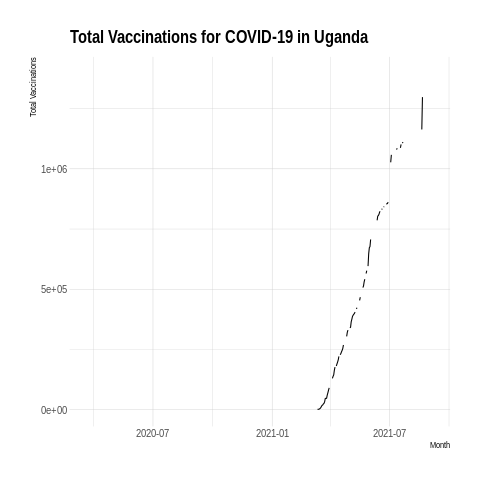 Total Vaccinations for COVID-19 in Uganda
Total Vaccinations
1e+06
5e+05
0e+00
2020-07
2021-01
2021-07
Month